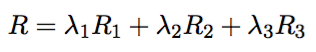 R = λ₁R₁ + λ₂R₂ + λ₃R₃